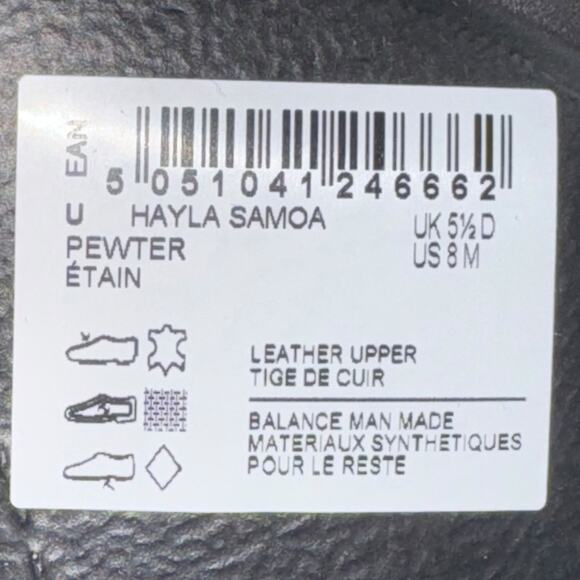 EAN
5 051041 246662
U HAYLA SAMOA UK 5½ D
PEWTER US 8 M
ÉTAIN
LEATHER UPPER
TIGE DE CUIR
BALANCE MAN MADE
MATERIAUX SYNTHETIQUES
POUR LE RESTE